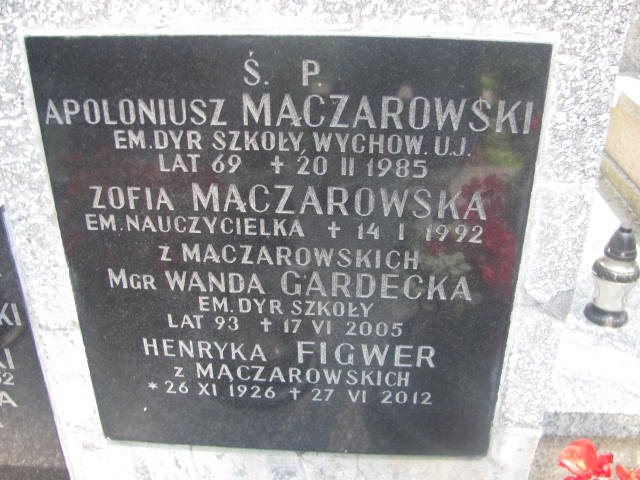 Ś. P
APOLONIUSZ MĄCZAROWSKI
EM.DYR SZKOŁY, WYCHOW. U.J.
LAT 69 + 20 II 1985
ZOFIA MĄCZAROWSKA
EM. NAUCZYCIELKA + 14 I 1992
Z MĄCZAROWSKICH
MGR WANDA GARDECKA
EM. DYR SZKOŁY
LAT 93 + 17 VI 2005
HENRYKA FIGWER
Z MĄCZAROWSKICH
* 26 XI 1926 + 27 VI 2012